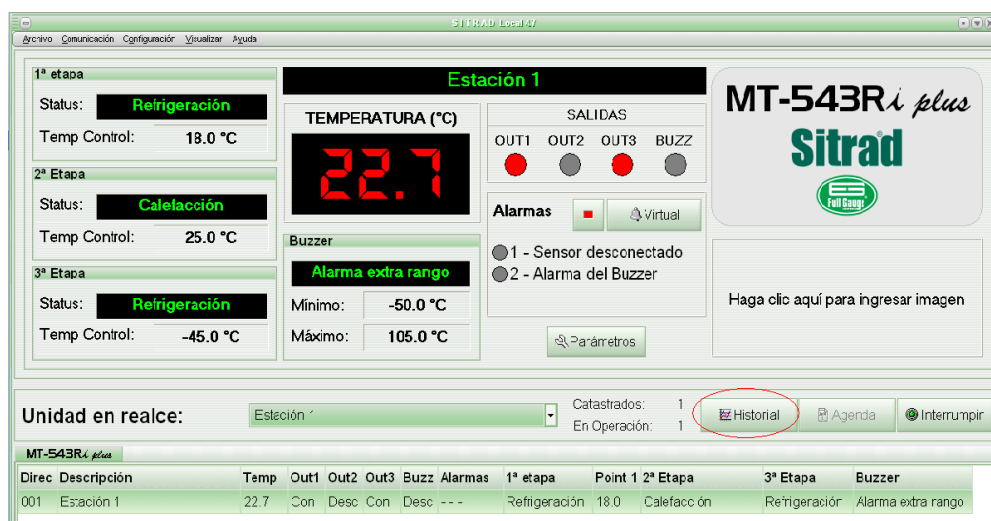 SITRAD Local 47
Archivo Comunicación Configuración Visualizar Ayuda
1ª etapa
Status: Refrigeración
Temp Control: 18.0 °C
2ª Etapa
Status: Calefacción
Temp Control: 25.0 °C
3ª Etapa
Status: Refrigeración
Temp Control: -45.0 °C
Estación 1
TEMPERATURA (°C)
22.7
Buzzer
Alarma extra rango
Mínimo: -50.0 °C
Máximo: 105.0 °C
SALIDAS
OUT1 OUT2 OUT3 BUZZ
Alarmas Virtual
1 - Sensor desconectado
2 - Alarma del Buzzer
Parámetros
MT-543Ri plus
Sitrad
Full Gauge
Haga clic aquí para ingresar imagen
Unidad en realce: Estación 1
Catastrados: 1
En Operación: 1
Historial Agenda Interrumpir
MT-543Ri plus
Direc Descripción Temp Out1 Out2 Out3 Buzz Alarmas 1ª etapa Point 1 2ª Etapa 3ª Etapa Buzzer
001 Estación 1 22.7 Con Desc Con Desc - - - Refrigeración 18.0 Calefacción Refrigeración Alarma extra rango